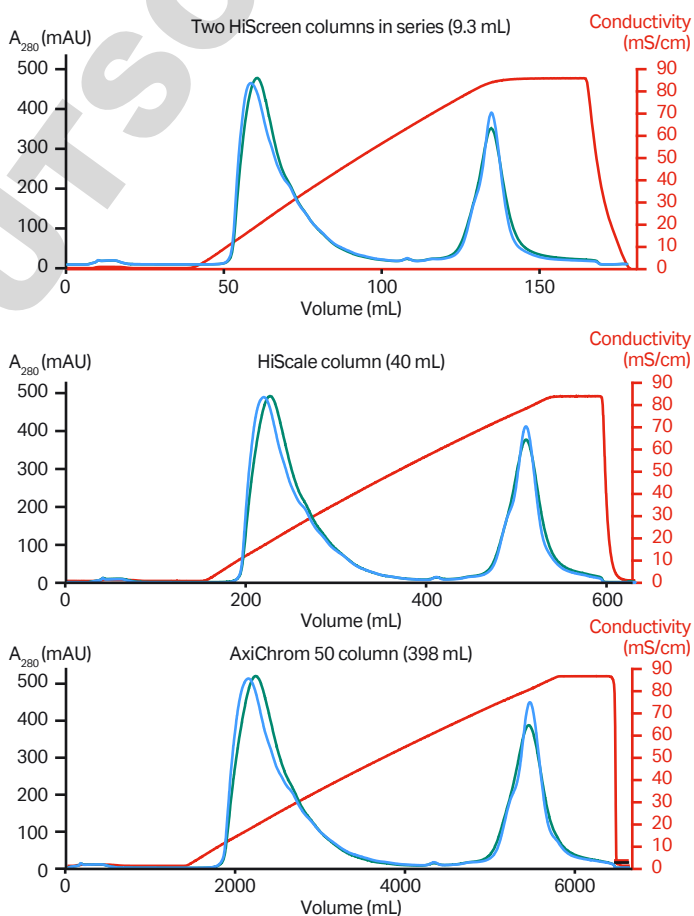 Two HiScreen columns in series (9.3 mL)
A280 (mAU)
Conductivity
(mS/cm)
500
400
300
200
100
0
90
80
70
60
50
40
30
20
10
0
0 50 100 150
Volume (mL)
HiScale column (40 mL)
A280 (mAU)
Conductivity
(mS/cm)
500
400
300
200
100
0
90
80
70
60
50
40
30
20
10
0
0 200 400 600
Volume (mL)
AxiChrom 50 column (398 mL)
A280 (mAU)
Conductivity
(mS/cm)
500
400
300
200
100
0
90
80
70
60
50
40
30
20
10
0
0 2000 4000 6000
Volume (mL)